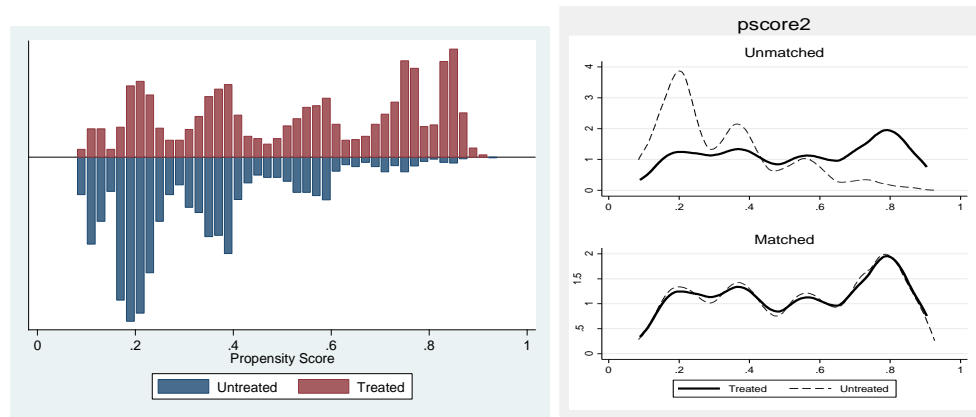 0 .2 .4 .6 .8 1
Propensity Score
Untreated Treated
pscore2
Unmatched
4
3
2
1
0
0 .2 .4 .6 .8 1
Matched
2
1.5
1
.5
0
0 .2 .4 .6 .8 1
Treated Untreated